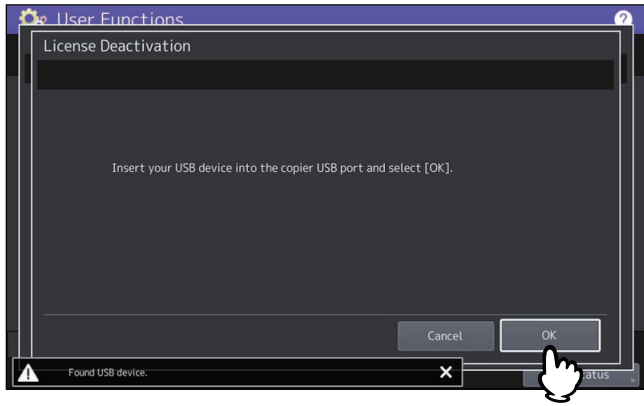 User Functions
?
License Deactivation
Insert your USB device into the copier USB port and select [OK].
Cancel
OK
Found USB device.